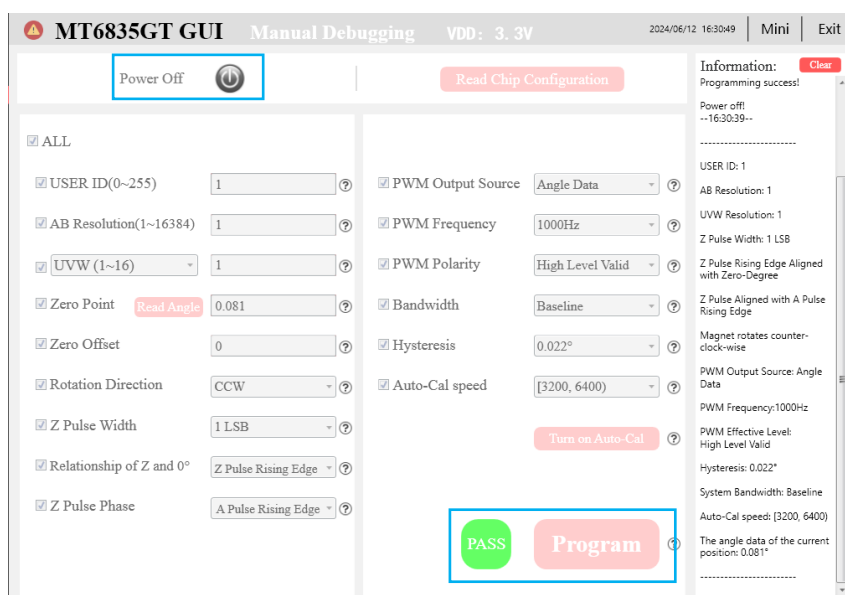 MT6835GT GUI Manual Debugging VDD: 3.3V 2024/06/12 16:30:49 Mini Exit
Power Off Read Chip Configuration
ALL
USER ID(0~255) 1 ?
AB Resolution(1~16384) 1 ?
UVW (1~16) 1 ?
Zero Point Read Angle 0.081 ?
Zero Offset 0 ?
Rotation Direction CCW ?
Z Pulse Width 1 LSB ?
Relationship of Z and 0° Z Pulse Rising Edge ?
Z Pulse Phase A Pulse Rising Edge ?
PWM Output Source Angle Data ?
PWM Frequency 1000Hz ?
PWM Polarity High Level Valid ?
Bandwidth Baseline ?
Hysteresis 0.022° ?
Auto-Cal speed [3200, 6400) ?
Turn on Auto-Cal ?
PASS Program ?
Information: Clear
Programming success!
Power off!
--16:30:39--
------------------------
USER ID: 1
AB Resolution: 1
UVW Resolution: 1
Z Pulse Width: 1 LSB
Z Pulse Rising Edge Aligned
with Zero-Degree
Z Pulse Aligned with A Pulse
Rising Edge
Magnet rotates counter-
clock-wise
PWM Output Source: Angle
Data
PWM Frequency:1000Hz
PWM Effective Level:
High Level Valid
Hysteresis: 0.022°
System Bandwidth: Baseline
Auto-Cal speed: [3200, 6400)
The angle data of the current
position: 0.081°
------------------------